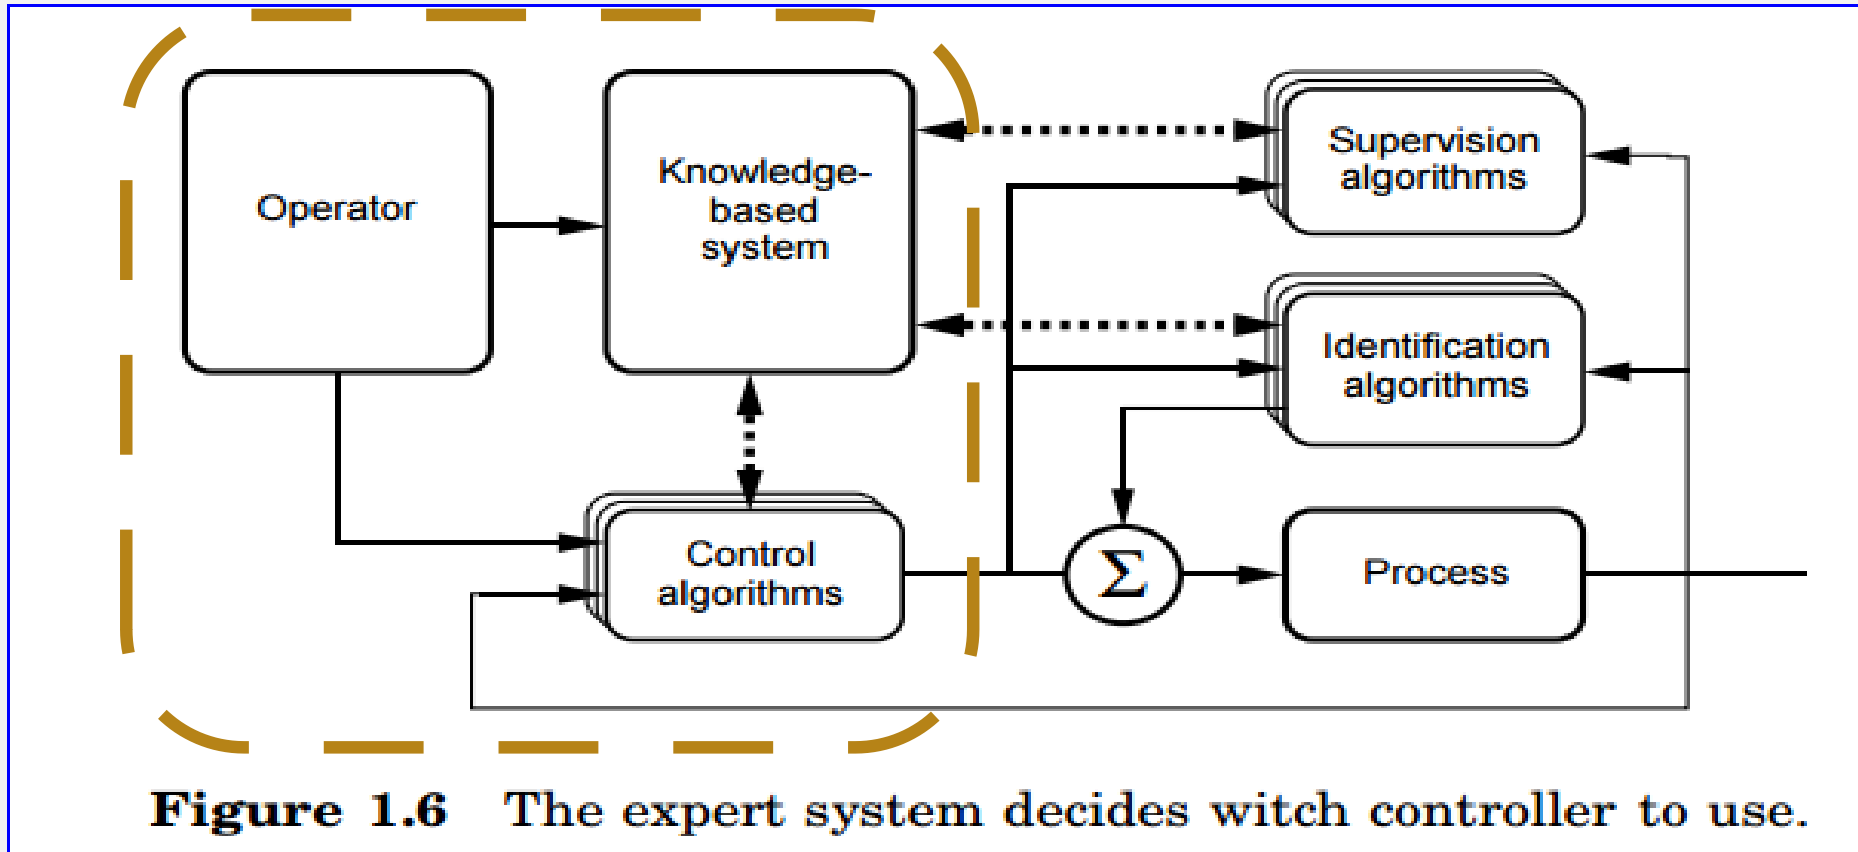 Operator
Knowledge-
based
system
Supervision
algorithms
Identification
algorithms
Control
algorithms
Σ
Process
Figure 1.6 The expert system decides witch controller to use.